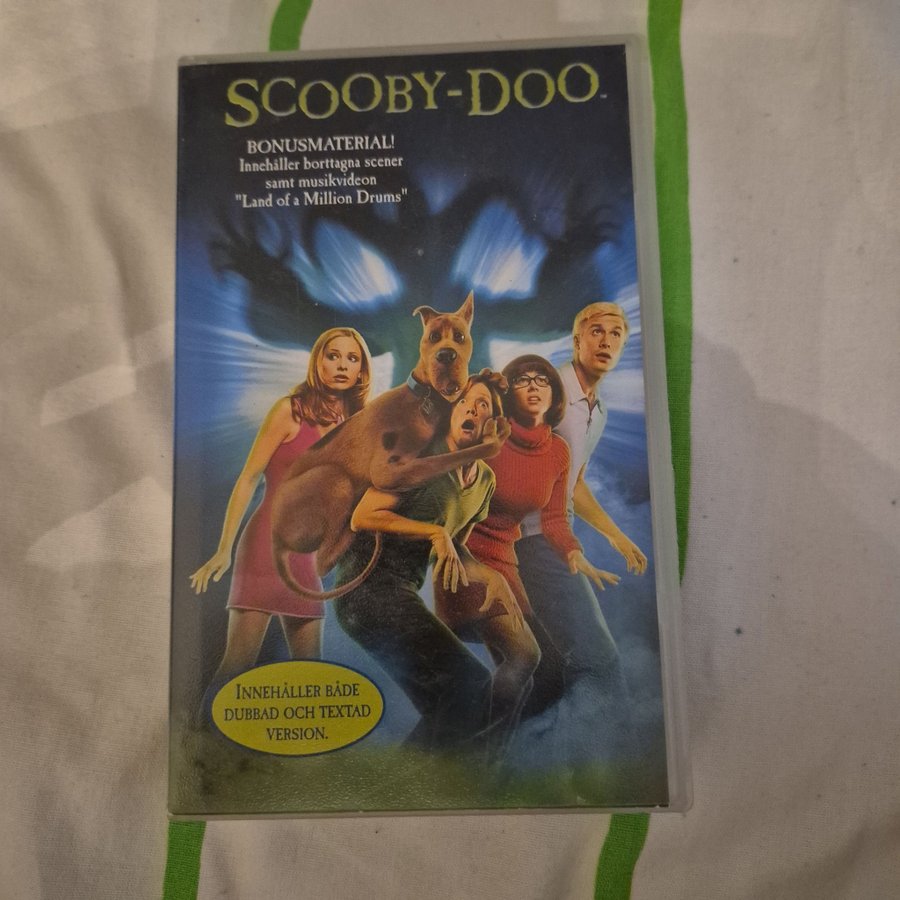 SCOOBY-DOO
BONUSMATERIAL!
Innehåller borttagna scener
samt musikvideon
"Land of a Million Drums"
INNEHÅLLER BÅDE
DUBBAD OCH TEXTAD
VERSION.